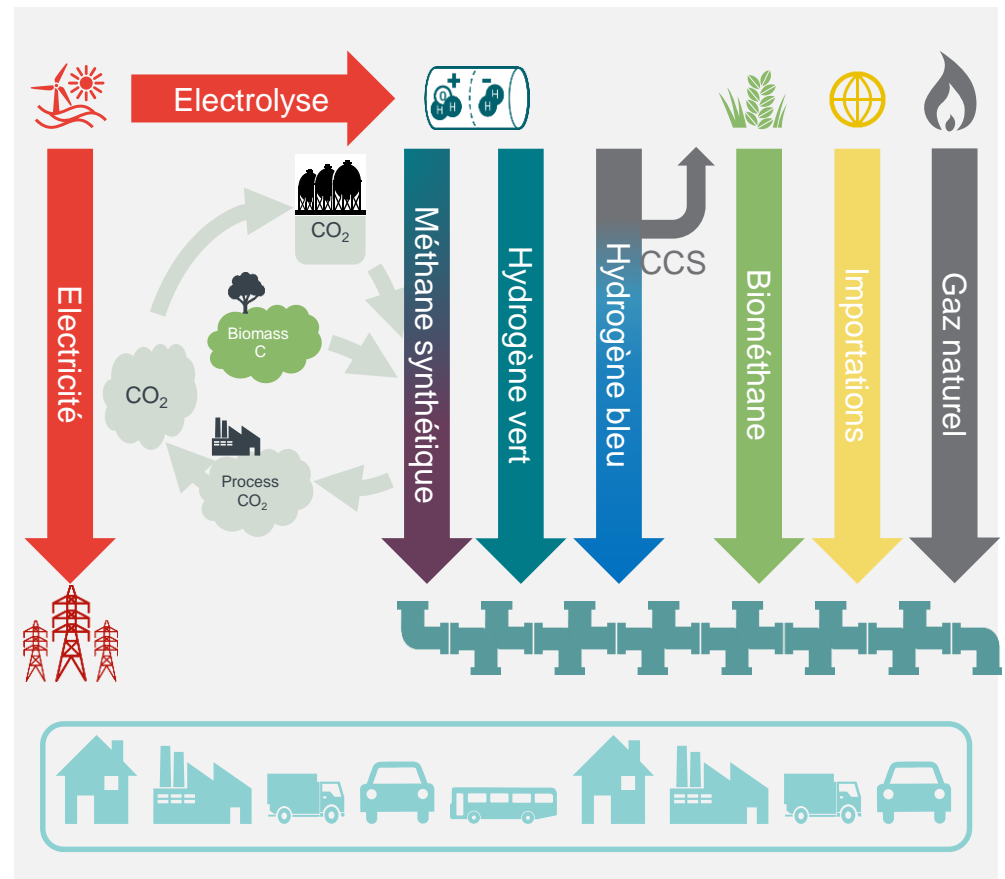 Electrolyse
+ -
O H H H H
CO₂
CCS
Biomass
C
CO₂
Process
CO₂
Electricité
Méthane synthétique
Hydrogène vert
Hydrogène bleu
Biométhane
Importations
Gaz naturel